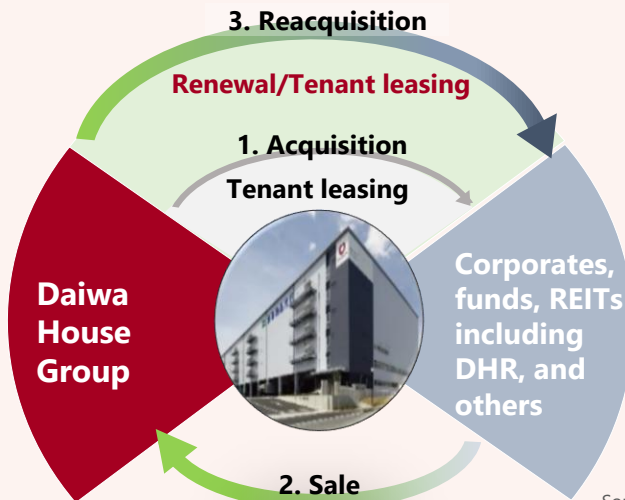 3. Reacquisition
Renewal/Tenant leasing
1. Acquisition
Tenant leasing
Daiwa
House
Group
Corporates,
funds, REITs
including
DHR, and
others
2. Sale